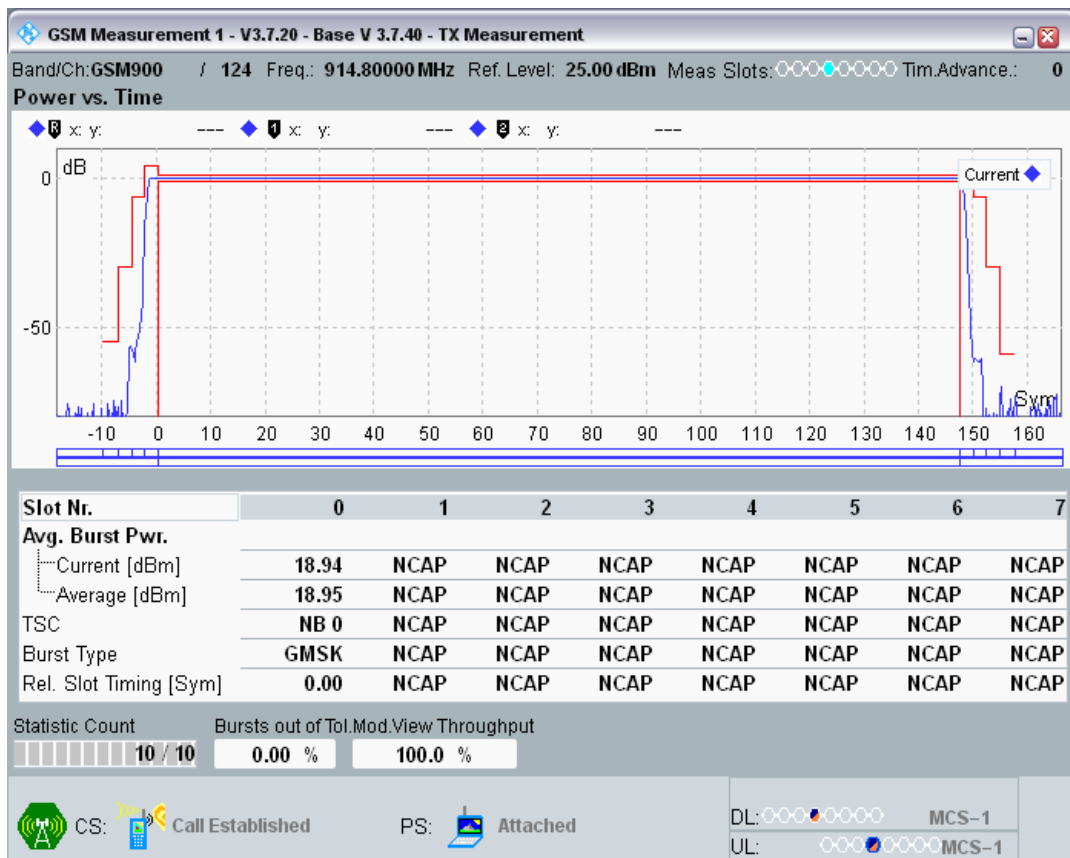 GSM Measurement 1 - V3.7.20 - Base V 3.7.40 - TX Measurement
Band/Ch:GSM900 / 124 Freq.: 914.80000 MHz Ref. Level: 25.00 dBm Meas Slots: Tim.Advance.: 0
Power vs. Time
R x: y: --- 1 x: y: --- 2 x: y: ---
dB
Current
0
-50
Sym
-10 0 10 20 30 40 50 60 70 80 90 100 110 120 130 140 150 160
Slot Nr. 0 1 2 3 4 5 6 7
Avg. Burst Pwr.
Current [dBm] 18.94 NCAP NCAP NCAP NCAP NCAP NCAP NCAP
Average [dBm] 18.95 NCAP NCAP NCAP NCAP NCAP NCAP NCAP
TSC NB 0 NCAP NCAP NCAP NCAP NCAP NCAP NCAP
Burst Type GMSK NCAP NCAP NCAP NCAP NCAP NCAP NCAP
Rel. Slot Timing [Sym] 0.00 NCAP NCAP NCAP NCAP NCAP NCAP NCAP
Statistic Count Bursts out of Tol.Mod.View Throughput
10 / 10 0.00 % 100.0 %
CS: Call Established PS: Attached
DL: MCS-1
UL: MCS-1